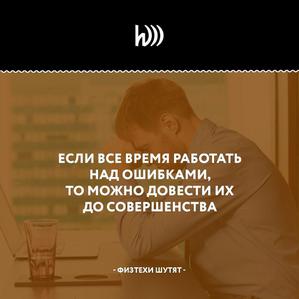 ЕСЛИ ВСЕ ВРЕМЯ РАБОТАТЬ
НАД ОШИБКАМИ,
ТО МОЖНО ДОВЕСТИ ИХ
ДО СОВЕРШЕНСТВА
- ФИЗТЕХИ ШУТЯТ -